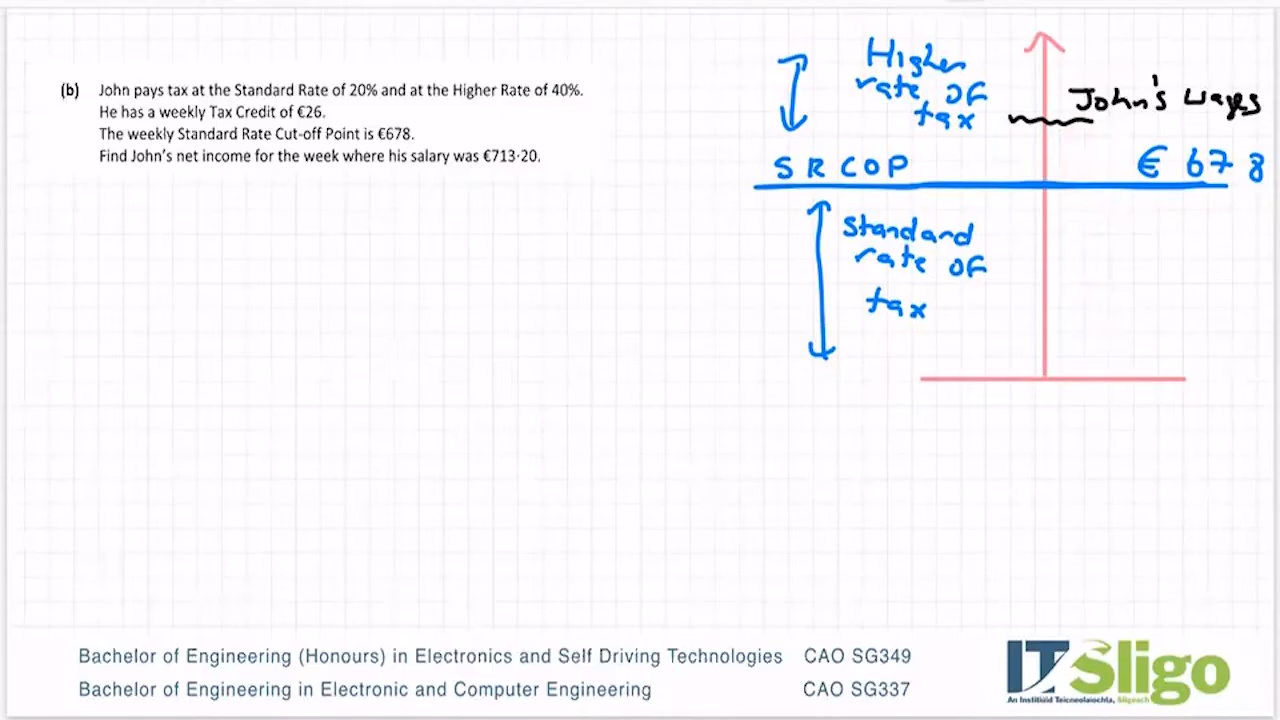 (b) John pays tax at the Standard Rate of 20% and at the Higher Rate of 40%.
He has a weekly Tax Credit of €26.
The weekly Standard Rate Cut-off Point is €678.
Find John's net income for the week where his salary was €713·20.
Higher
rate of
tax
John's wages
SRCOP € 678
Standard
rate of
tax
Bachelor of Engineering (Honours) in Electronics and Self Driving Technologies CAO SG349
Bachelor of Engineering in Electronic and Computer Engineering CAO SG337
IT Sligo
An Institiúid Teicneolaíochta, Sligeach